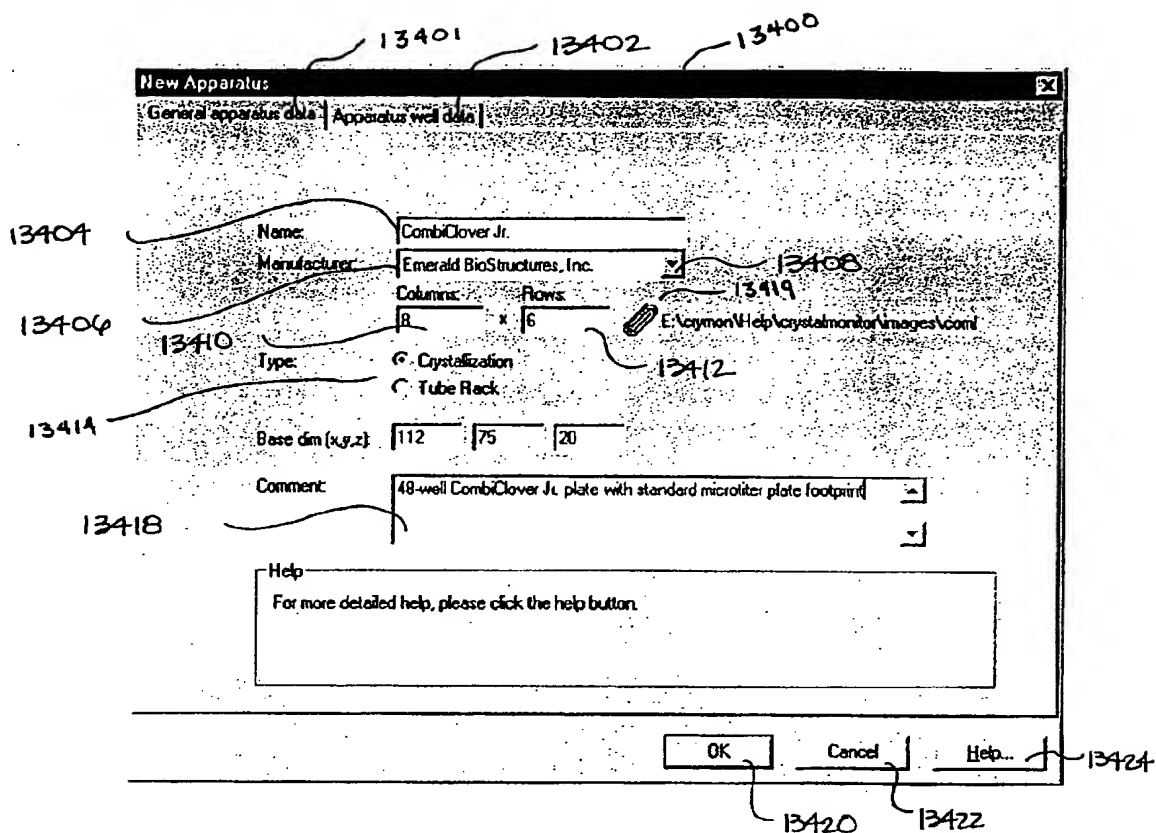 13401
13402
13400
New Apparatus
General apparatus data
Apparatus well data
13404
Name:
CombiClover Jr.
Manufacturer:
Emerald BioStructures, Inc.
13408
13406
Columns:
Rows:
13419
8
x
6
E:\crymon\Help\crystalmonitor\images\com/
13410
13412
Type:
Crystallization
Tube Rack
13414
Base dim (x,y,z):
112
75
20
Comment:
48-well CombiClover Jr. plate with standard microliter plate footprint
13418
Help
For more detailed help, please click the help button.
OK
Cancel
Help...
13424
13420
13422